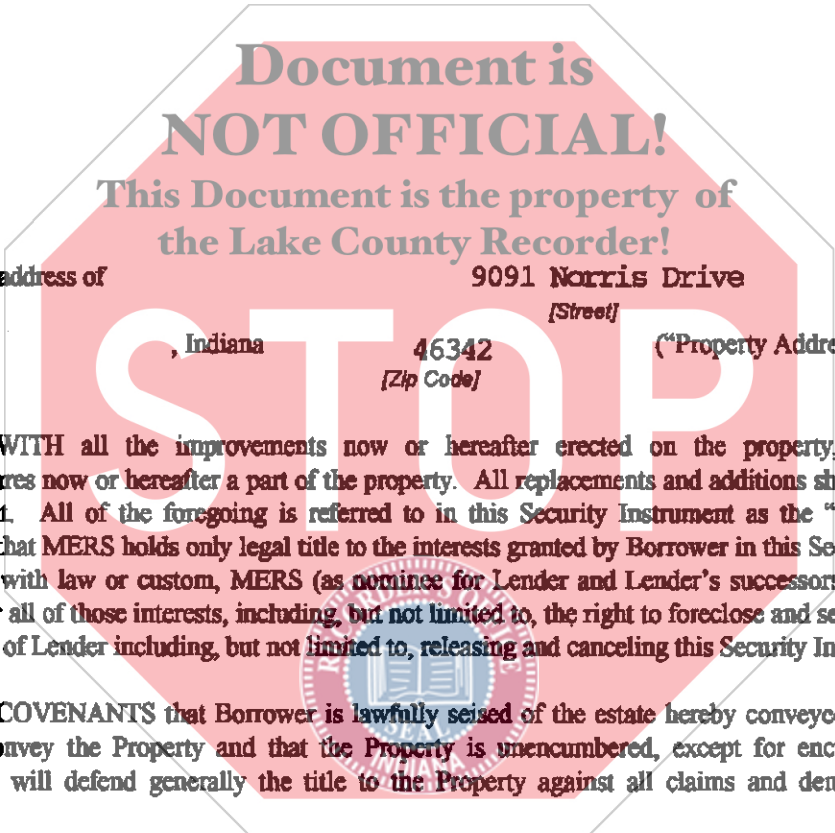 Document is
NOT OFFICIAL!
This Document is the property of
the Lake County Recorder!
address of 9091 Norris Drive
[Street]
, Indiana 46342 ("Property Addre
[Zip Code]
STOP
WITH all the improvements now or hereafter erected on the property,
res now or hereafter a part of the property. All replacements and additions sh
All of the foregoing is referred to in this Security Instrument as the "
that MERS holds only legal title to the interests granted by Borrower in this Se
with law or custom, MERS (as nominee for Lender and Lender's successors
all of those interests, including, but not limited to, the right to foreclose and se
of Lender including, but not limited to, releasing and canceling this Security In
RECORDER'S OFFICE
SEAL
INDIANA
COVENANTS that Borrower is lawfully seised of the estate hereby conveye
nvey the Property and that the Property is unencumbered, except for enc
will defend generally the title to the Property against all claims and dem